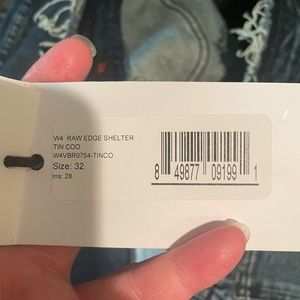 W4 RAW EDGE SHELTER
TIN COO
W4VBR0754-TINCO
Size: 32
Ins: 28
8 49877 09199 1